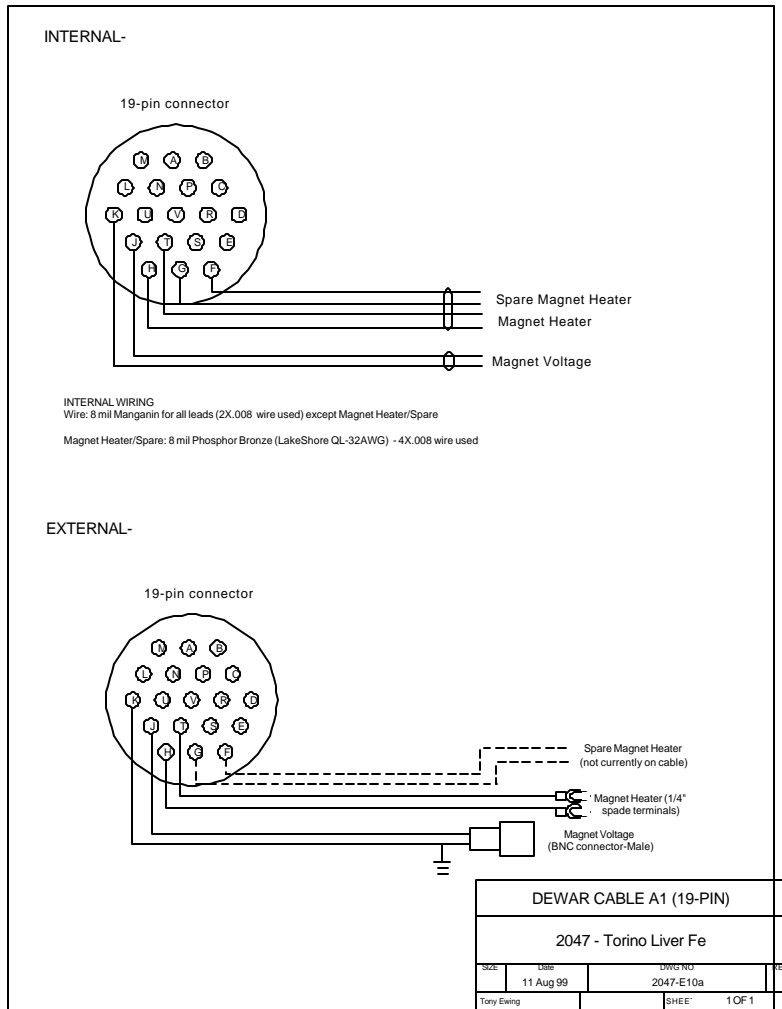 INTERNAL-
19-pin connector
M A B
L N P C
K U V R D
J T S E
H G F
Spare Magnet Heater
Magnet Heater
Magnet Voltage
INTERNAL WIRING
Wire: 8 mil Manganin for all leads (2X.008 wire used) except Magnet Heater/Spare
Magnet Heater/Spare: 8 mil Phosphor Bronze (LakeShore QL-32AWG) - 4X.008 wire used
EXTERNAL-
19-pin connector
M A B
L N P C
K U V R D
J T S E
H G F
Spare Magnet Heater
(not currently on cable)
Magnet Heater (1/4"
spade terminals)
Magnet Voltage
(BNC connector-Male)
DEWAR CABLE A1 (19-PIN)
2047 - Torino Liver Fe
SIZE Date DWG NO RE
11 Aug 99 2047-E10a
Tony Ewing SHEET 1 OF 1